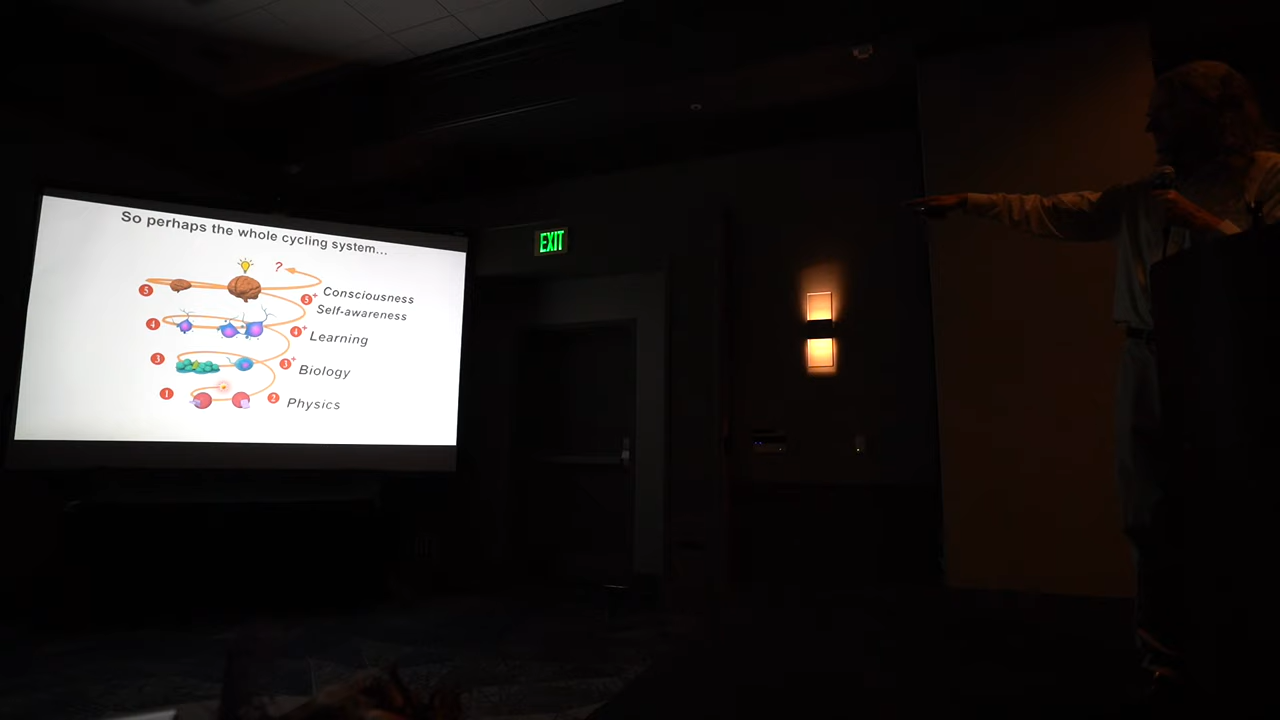 So perhaps the whole cycling system...
?
5
5+
Consciousness
Self-awareness
4
4+
Learning
3
3+
Biology
1
2
Physics
EXIT